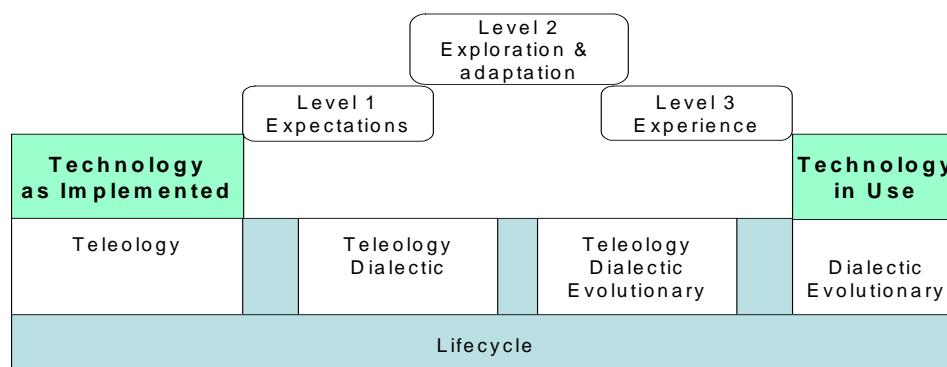 Level 2
Exploration &
adaptation
Level 1
Expectations
Level 3
Experience
Technology
as Implemented
Technology
in Use
Teleology
Teleology
Dialectic
Teleology
Dialectic
Evolutionary
Dialectic
Evolutionary
Lifecycle